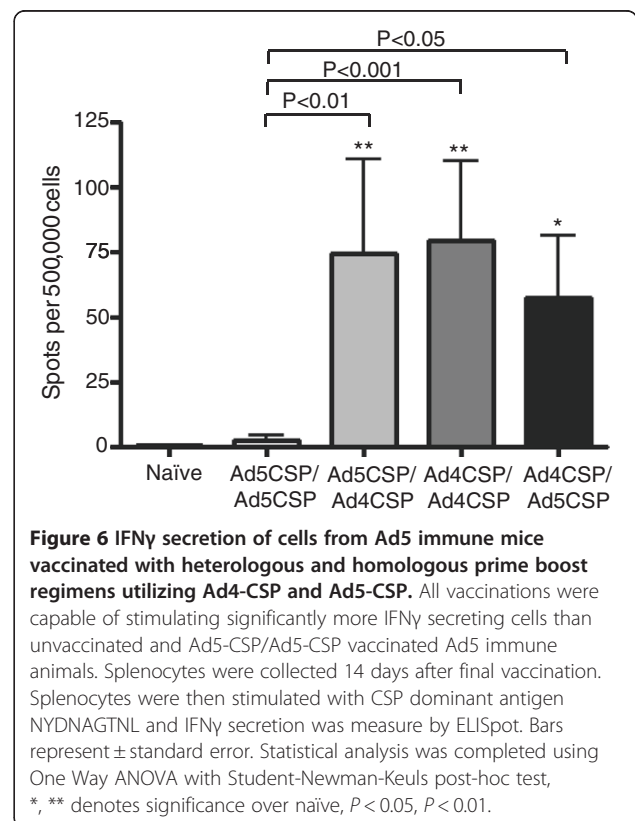 P<0.05
P<0.001
P<0.01
125
** **
100
*
75
50
25
0
Spots per 500,000 cells
Naïve Ad5CSP/ Ad5CSP/ Ad4CSP/ Ad4CSP/
Ad5CSP Ad4CSP Ad4CSP Ad5CSP
Figure 6 IFNγ secretion of cells from Ad5 immune mice
vaccinated with heterologous and homologous prime boost
regimens utilizing Ad4-CSP and Ad5-CSP. All vaccinations were
capable of stimulating significantly more IFNγ secreting cells than
unvaccinated and Ad5-CSP/Ad5-CSP vaccinated Ad5 immune
animals. Splenocytes were collected 14 days after final vaccination.
Splenocytes were then stimulated with CSP dominant antigen
NYDNAGTNL and IFNγ secretion was measure by ELISpot. Bars
represent ± standard error. Statistical analysis was completed using
One Way ANOVA with Student-Newman-Keuls post-hoc test,
*, ** denotes significance over naïve, P < 0.05, P < 0.01.